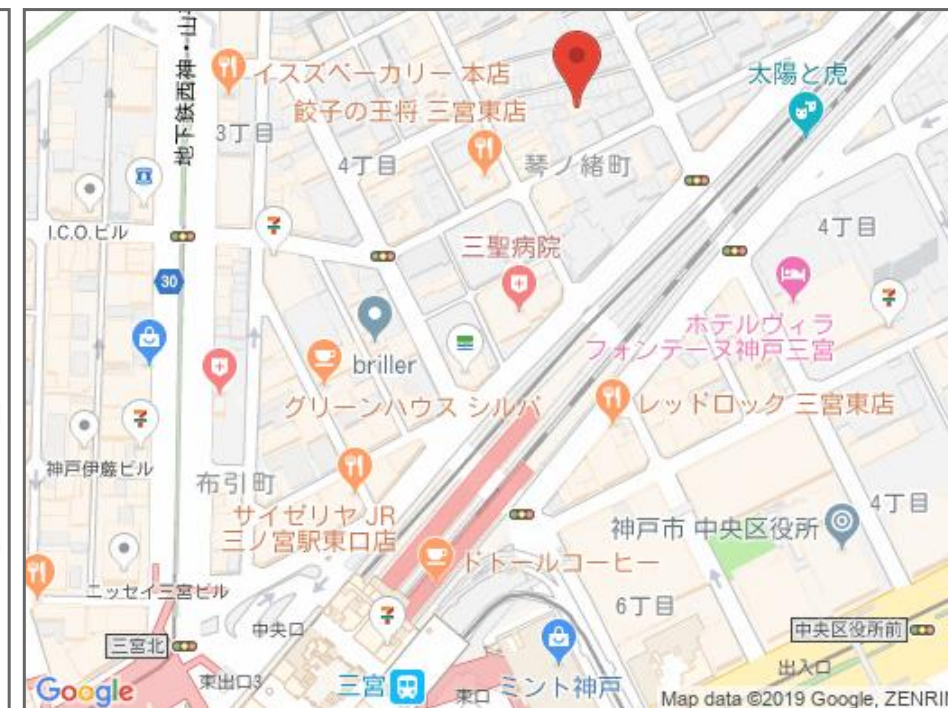 地下鉄西神・山
イスズベーカリー 本店
餃子の王将 三宮東店
太陽と虎
3丁目
4丁目
琴ノ緒町
4丁目
I.C.O.ビル
三聖病院
30
briller
ホテルヴィラ
フォンテーヌ神戸三宮
グリーンハウス シルバ
レッドロック 三宮東店
神戸伊藤ビル
布引町
サイゼリヤ JR
三ノ宮駅東口店
4丁目
神戸市 中央区役所
ドトールコーヒー
ニッセイ三宮ビル
6丁目
中央口
三宮北
中央区役所前
出入口
東出口3
三宮
東口
ミント神戸
Google
Map data ©2019 Google, ZENRI